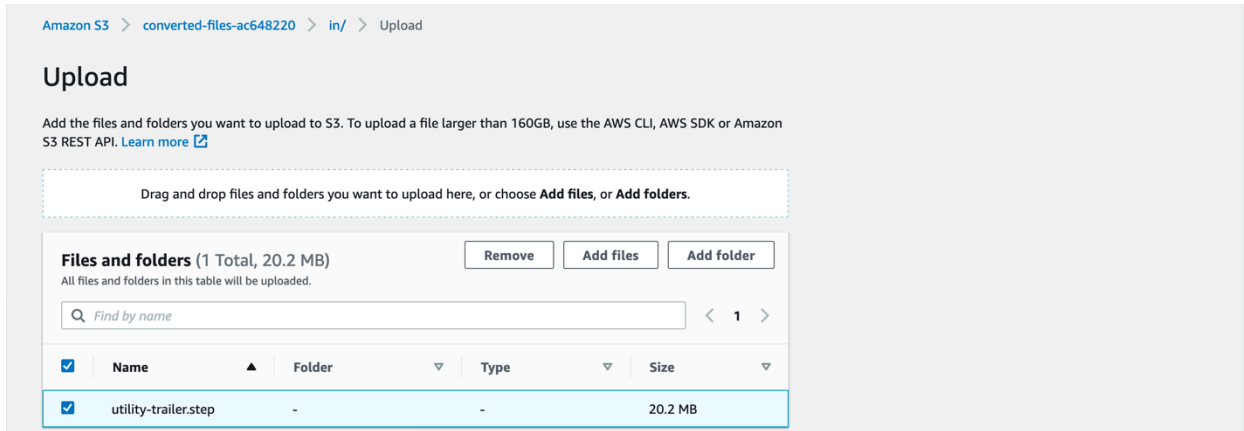 Amazon S3 > converted-files-ac648220 > in/ > Upload
Upload
Add the files and folders you want to upload to S3. To upload a file larger than 160GB, use the AWS CLI, AWS SDK or Amazon
S3 REST API. Learn more
Drag and drop files and folders you want to upload here, or choose Add files, or Add folders.
Files and folders (1 Total, 20.2 MB) Remove Add files Add folder
All files and folders in this table will be uploaded.
Find by name < 1 >
Name Folder Type Size
utility-trailer.step - - 20.2 MB